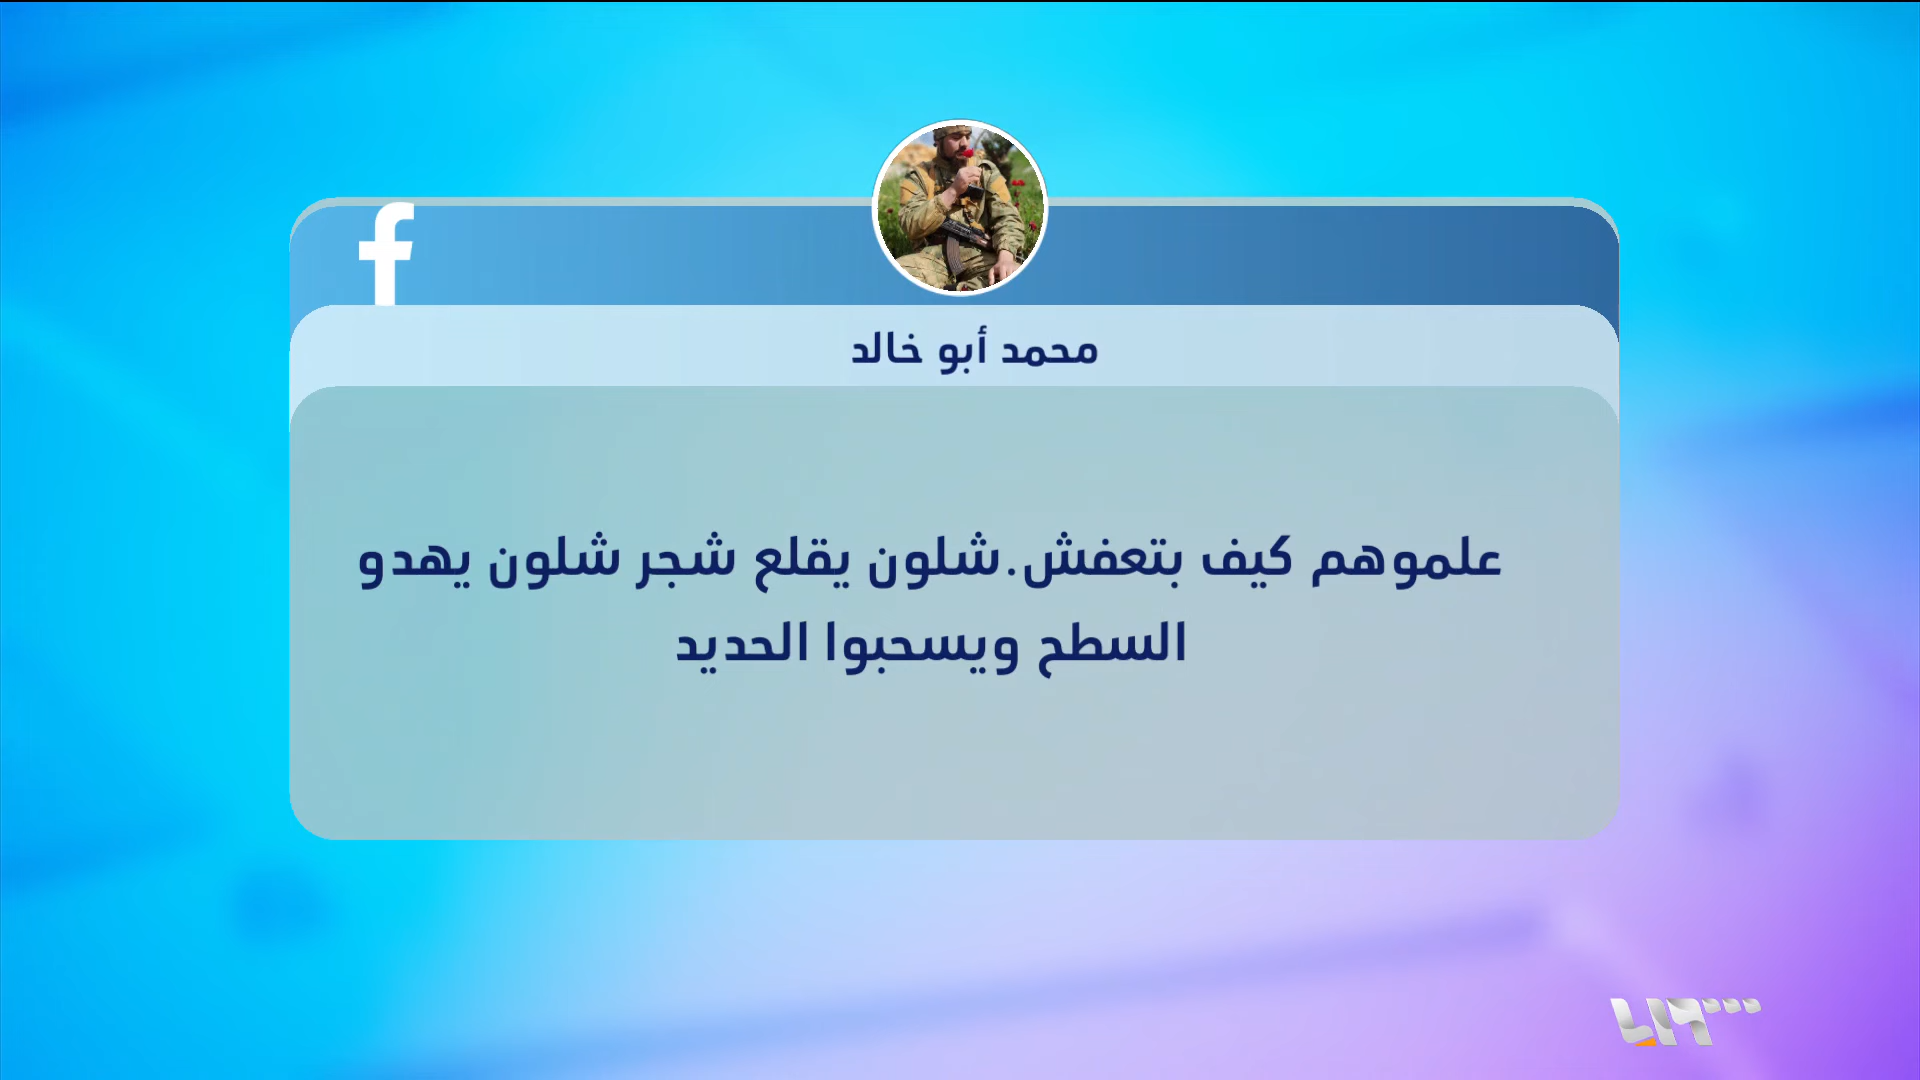 محمد أبو خالد
علموهم كيف بتعفش.شلون يقلع شجر شلون يهدو
السطح ويسحبوا الحديد